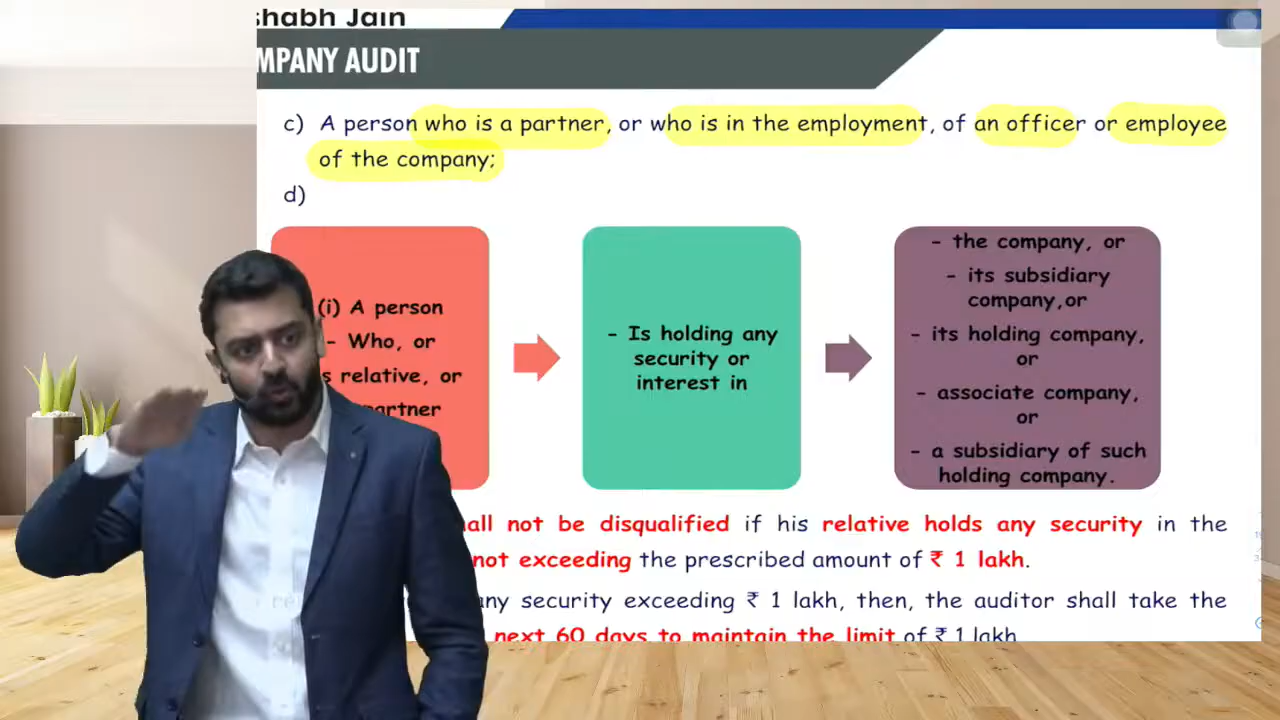 shabh Jain
MPANY AUDIT
c) A person who is a partner, or who is in the employment, of an officer or employee
of the company;
d)
(i) A person
- Who, or
s relative, or
partner
- Is holding any
security or
interest in
- the company, or
- its subsidiary
company,or
- its holding company,
or
- associate company,
or
- a subsidiary of such
holding company.
hall not be disqualified if his relative holds any security in the
not exceeding the prescribed amount of ₹ 1 lakh.
any security exceeding ₹ 1 lakh, then, the auditor shall take the
next 60 days to maintain the limit of ₹ 1 lakh